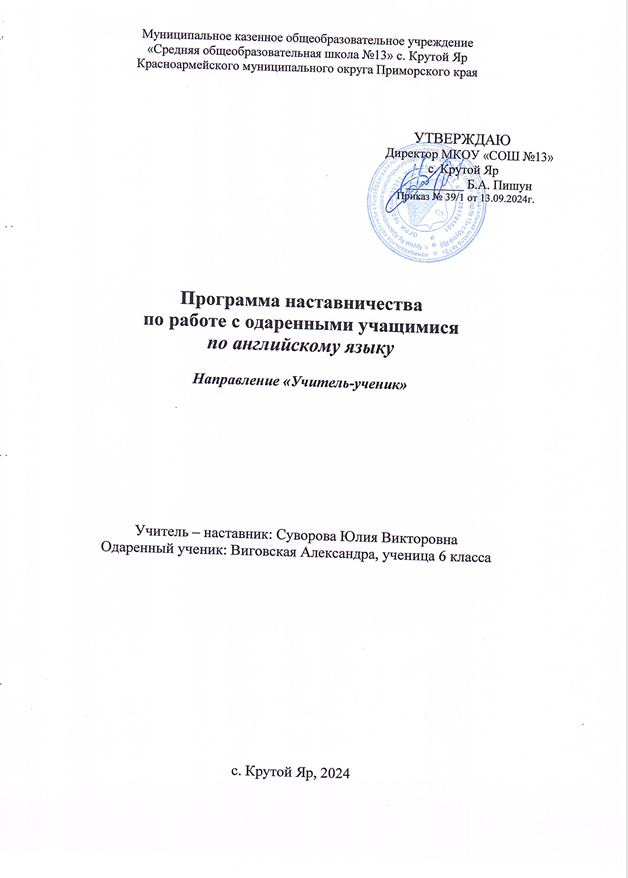 Муниципальное казенное общеобразовательное учреждение
«Средняя общеобразовательная школа №13» с. Крутой Яр
Красноармейского муниципального округа Приморского края
УТВЕРЖДАЮ
Директор МКОУ «СОШ №13»
с. Крутой Яр
Б.А. Пишун
Приказ № 39/1 от 13.09.2024г.
Программа наставничества
по работе с одаренными учащимися
по английскому языку
Направление «Учитель-ученик»
Учитель – наставник: Суворова Юлия Викторовна
Одаренный ученик: Виговская Александра, ученица 6 класса
с. Крутой Яр, 2024